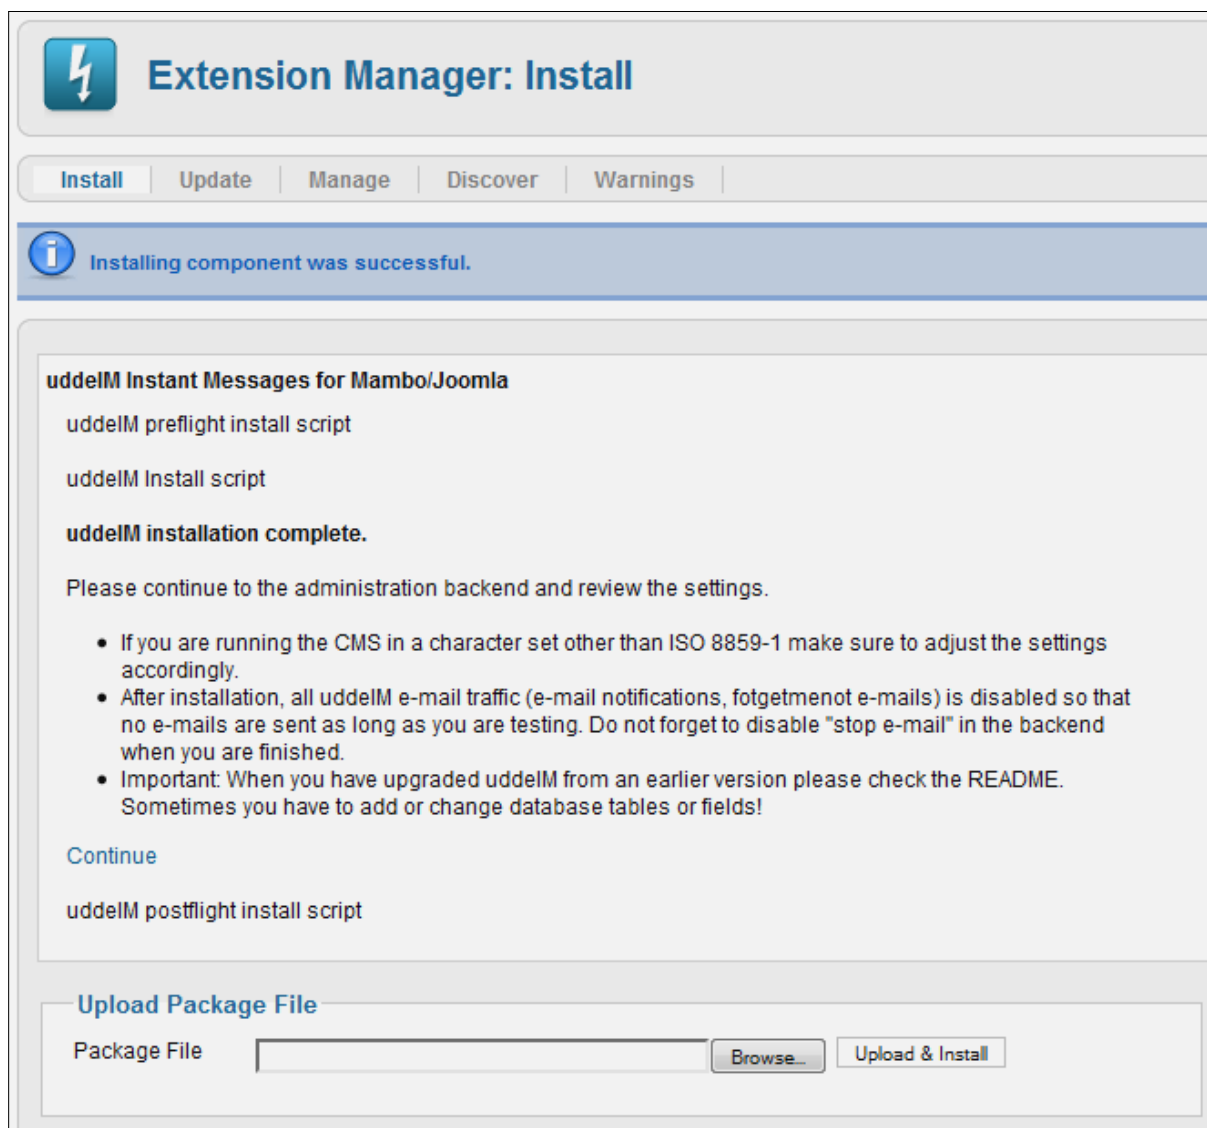 Extension Manager: Install
Install
Update
Manage
Discover
Warnings
Installing component was successful.
uddeIM Instant Messages for Mambo/Joomla
uddeIM preflight install script
uddeIM Install script
uddeIM installation complete.
Please continue to the administration backend and review the settings.
• If you are running the CMS in a character set other than ISO 8859-1 make sure to adjust the settings
accordingly.
• After installation, all uddeIM e-mail traffic (e-mail notifications, fotgetmenot e-mails) is disabled so that
no e-mails are sent as long as you are testing. Do not forget to disable "stop e-mail" in the backend
when you are finished.
• Important: When you have upgraded uddeIM from an earlier version please check the README.
Sometimes you have to add or change database tables or fields!
Continue
uddeIM postflight install script
Upload Package File
Package File
Browse...
Upload & Install